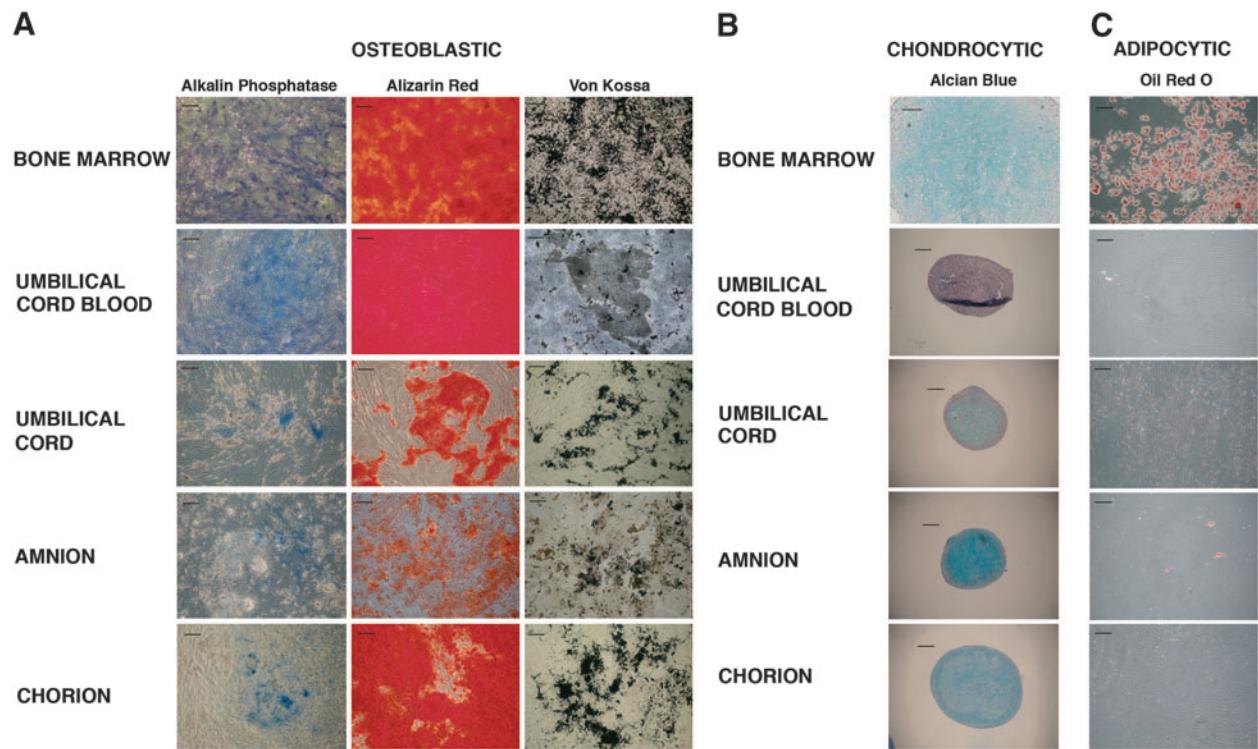 A
B
C
OSTEOBLASTIC
CHONDROCYTIC
ADIPOCYTIC
Alkalin Phosphatase
Alizarin Red
Von Kossa
Alcian Blue
Oil Red O
BONE MARROW
BONE MARROW
UMBILICAL
CORD BLOOD
UMBILICAL
CORD BLOOD
UMBILICAL
CORD
UMBILICAL
CORD
AMNION
AMNION
CHORION
CHORION